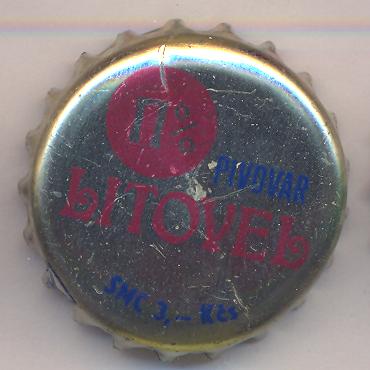 11%
PIVOVAR
LITOVEL
SMC 3,– Kčs